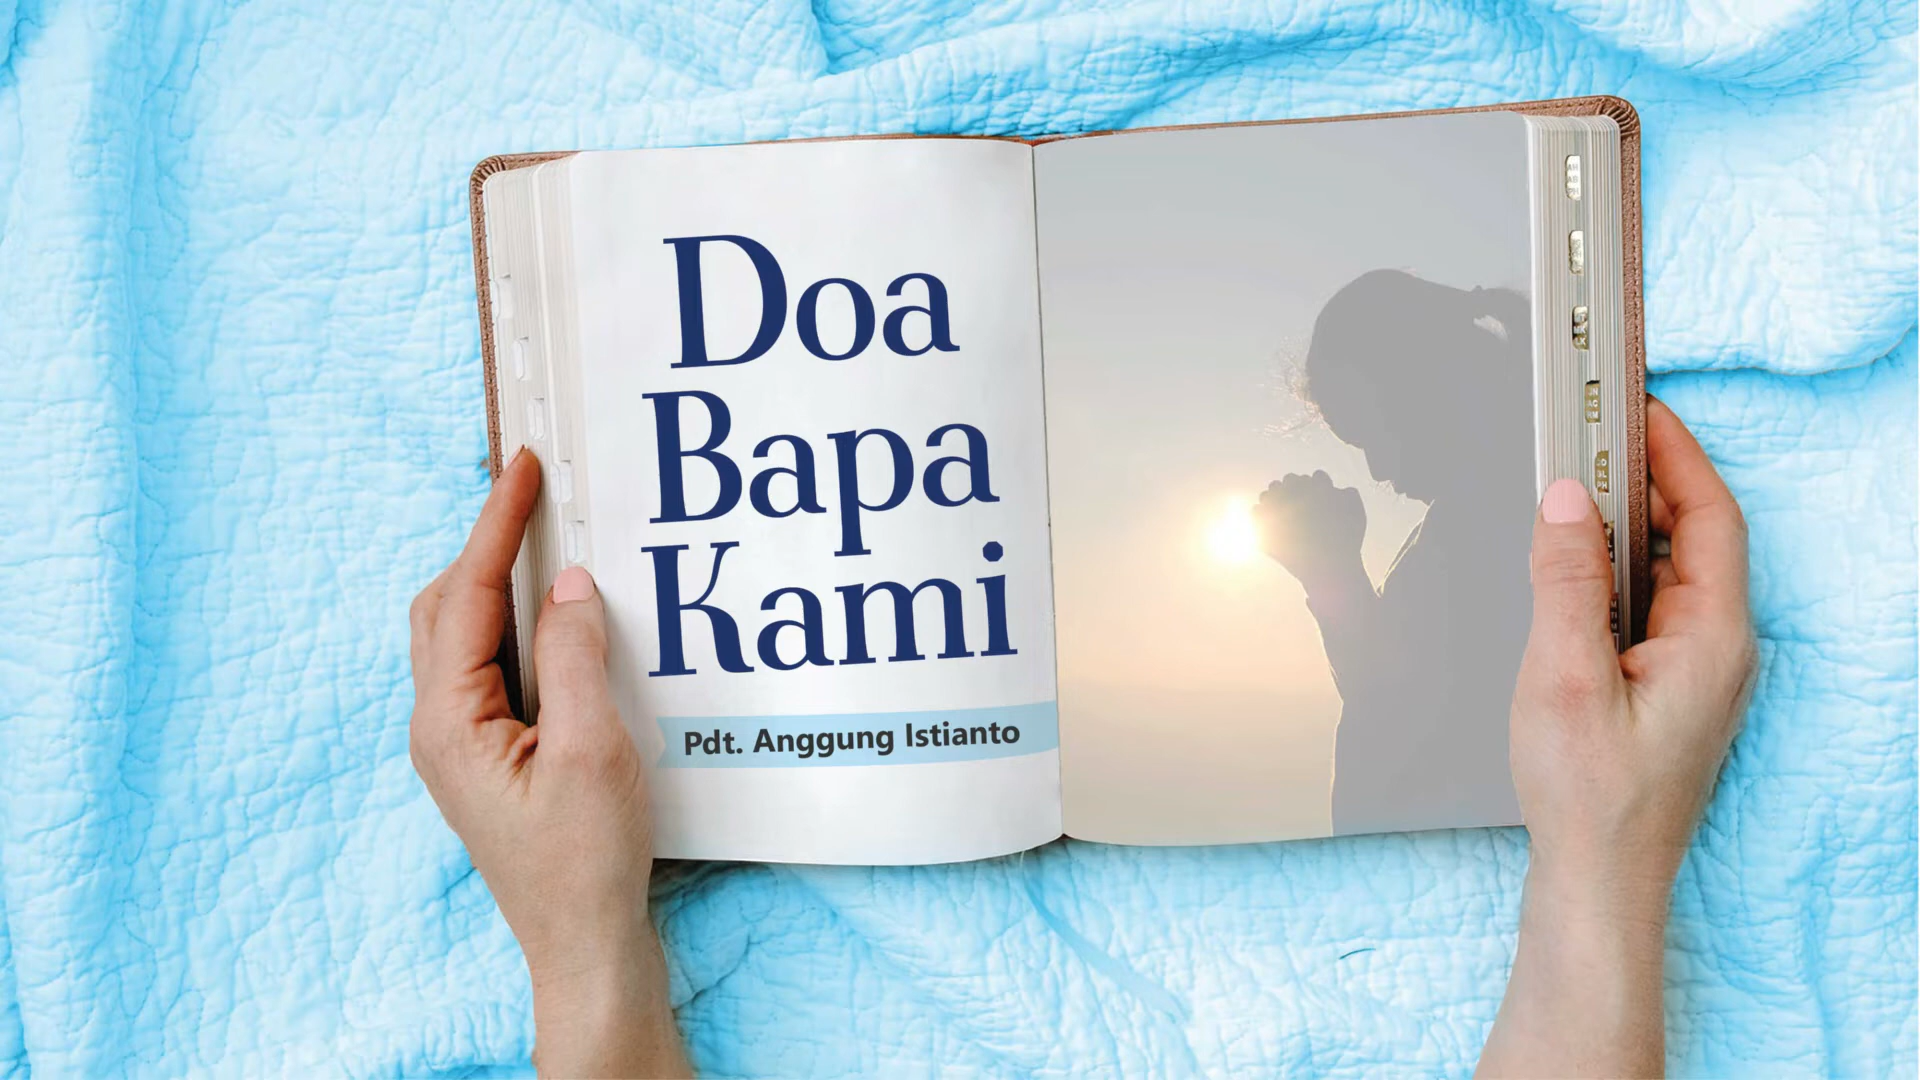 Doa
Bapa
Kami
Pdt. Anggung Istianto